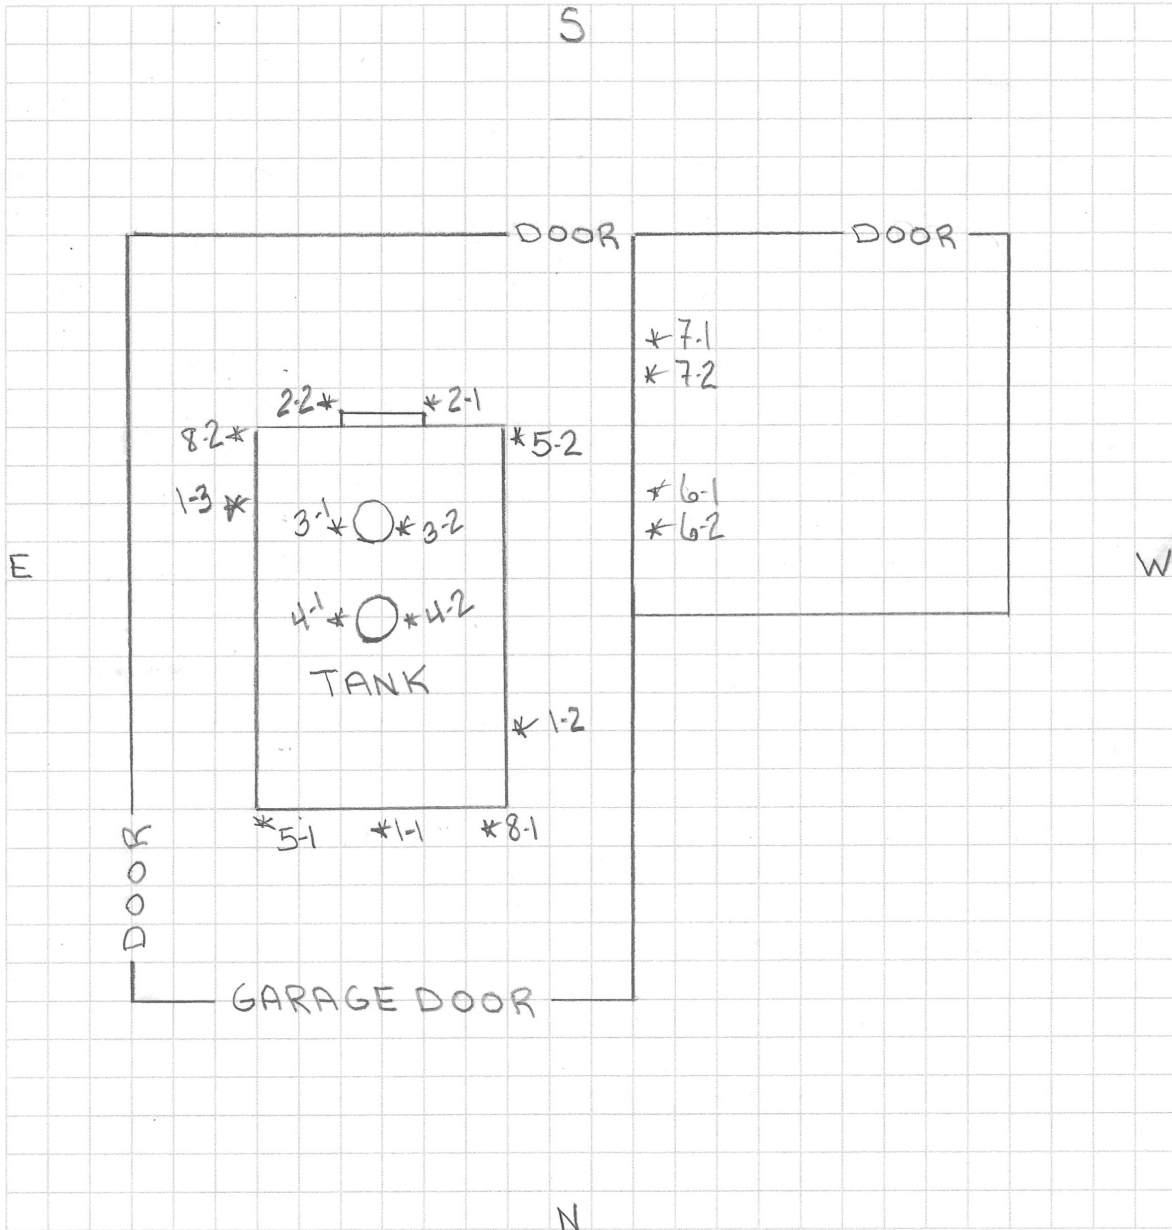 S
DOOR DOOR
7.1
7-2
2-2 2-1
8-2 5-2
1-3 6-1
3-1 3-2 6-2
E W
4-1 4-2
TANK
1-2
5-1 1-1 8-1
DOOR
GARAGE DOOR
N